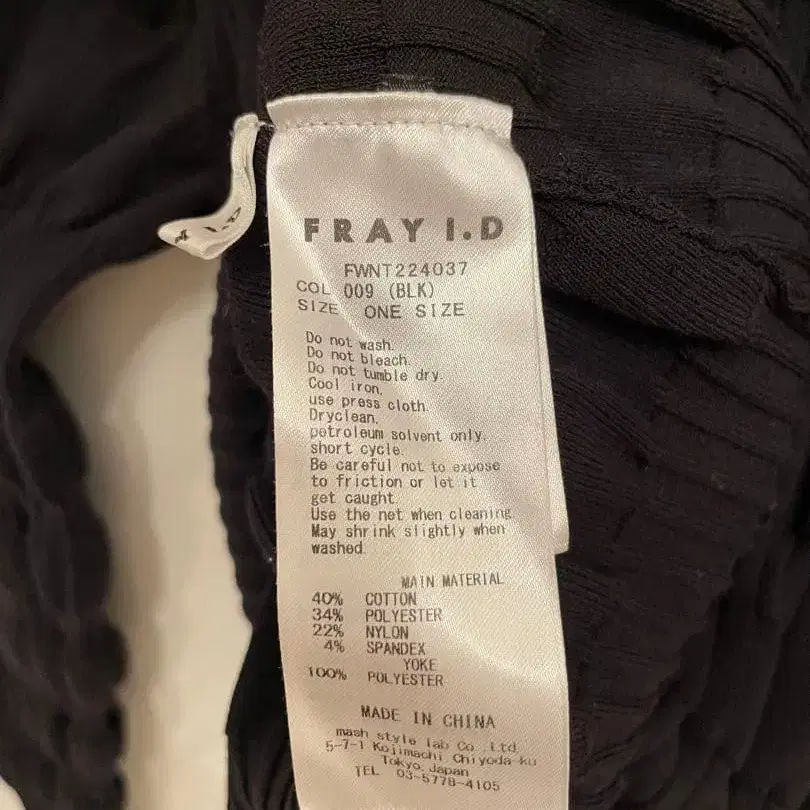 FRAY I.D
FWNT224037
COL 009 (BLK)
SIZE ONE SIZE
Do not wash.
Do not bleach.
Do not tumble dry.
Cool iron,
use press cloth.
Dryclean,
petroleum solvent only,
short cycle.
Be careful not to expose
to friction or let it
get caught.
Use the net when cleaning.
May shrink slightly when
washed.
MAIN MATERIAL
40% COTTON
34% POLYESTER
22% NYLON
4% SPANDEX
YOKE
100% POLYESTER
MADE IN CHINA
mash style lab Co.,Ltd.
5-7-1 Kojimachi Chiyoda-ku
Tokyo,Japan
TEL 03-5778-4105